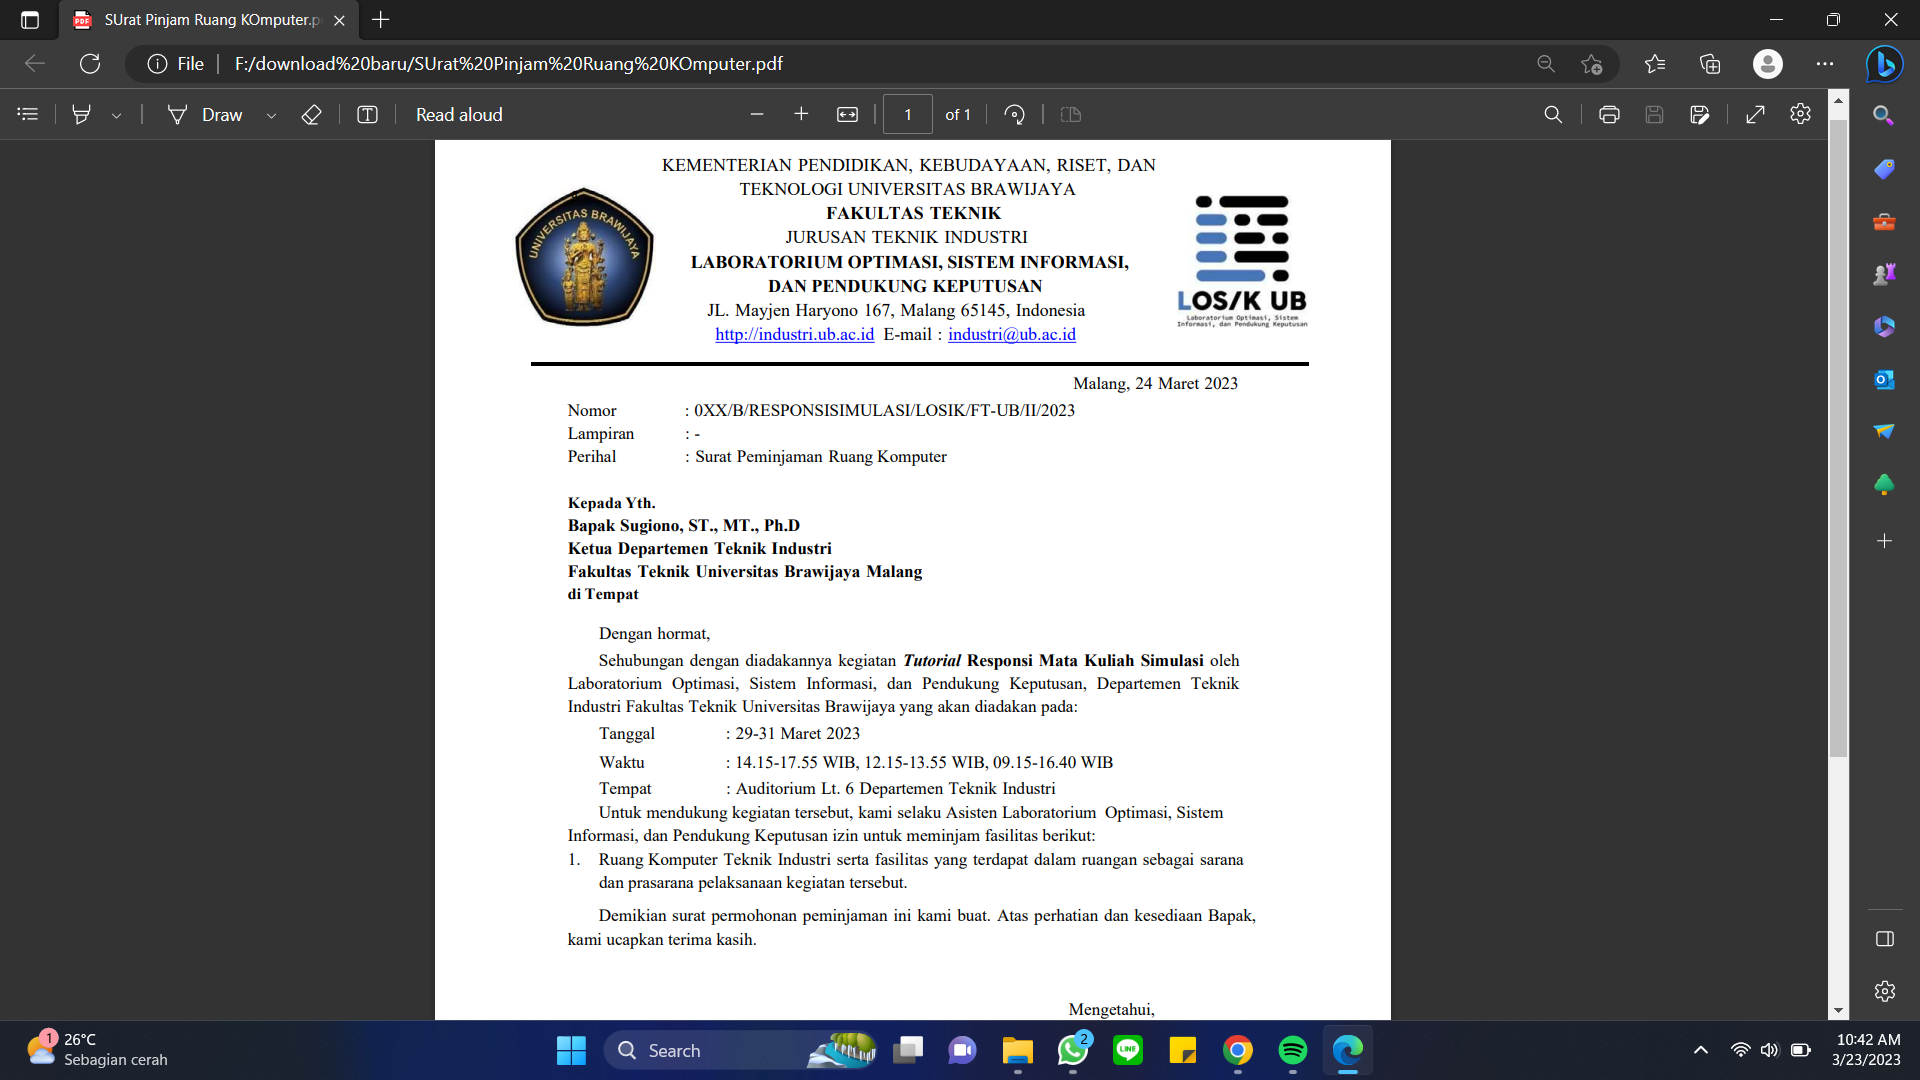 SUrat Pinjam Ruang KOmputer.p
File
F:/download%20baru/SUrat%20Pinjam%20Ruang%20KOmputer.pdf
Draw
Read aloud
1
of 1
KEMENTERIAN PENDIDIKAN, KEBUDAYAAN, RISET, DAN
TEKNOLOGI UNIVERSITAS BRAWIJAYA
FAKULTAS TEKNIK
JURUSAN TEKNIK INDUSTRI
LABORATORIUM OPTIMASI, SISTEM INFORMASI,
DAN PENDUKUNG KEPUTUSAN
JL. Mayjen Haryono 167, Malang 65145, Indonesia
http://industri.ub.ac.id E-mail : industri@ub.ac.id
UNIVERSITAS BRAWIJAYA
LOS/K UB
Laboratorium Optimasi, Sistem
Informasi, dan Pendukung Keputusan
Malang, 24 Maret 2023
Nomor : 0XX/B/RESPONSISIMULASI/LOSIK/FT-UB/II/2023
Lampiran : -
Perihal : Surat Peminjaman Ruang Komputer
Kepada Yth.
Bapak Sugiono, ST., MT., Ph.D
Ketua Departemen Teknik Industri
Fakultas Teknik Universitas Brawijaya Malang
di Tempat
Dengan hormat,
Sehubungan dengan diadakannya kegiatan Tutorial Responsi Mata Kuliah Simulasi oleh
Laboratorium Optimasi, Sistem Informasi, dan Pendukung Keputusan, Departemen Teknik
Industri Fakultas Teknik Universitas Brawijaya yang akan diadakan pada:
Tanggal : 29-31 Maret 2023
Waktu : 14.15-17.55 WIB, 12.15-13.55 WIB, 09.15-16.40 WIB
Tempat : Auditorium Lt. 6 Departemen Teknik Industri
Untuk mendukung kegiatan tersebut, kami selaku Asisten Laboratorium Optimasi, Sistem
Informasi, dan Pendukung Keputusan izin untuk meminjam fasilitas berikut:
1. Ruang Komputer Teknik Industri serta fasilitas yang terdapat dalam ruangan sebagai sarana
dan prasarana pelaksanaan kegiatan tersebut.
Demikian surat permohonan peminjaman ini kami buat. Atas perhatian dan kesediaan Bapak,
kami ucapkan terima kasih.
Mengetahui,
1
26°C
Sebagian cerah
Search
2
LINE
10:42 AM
3/23/2023